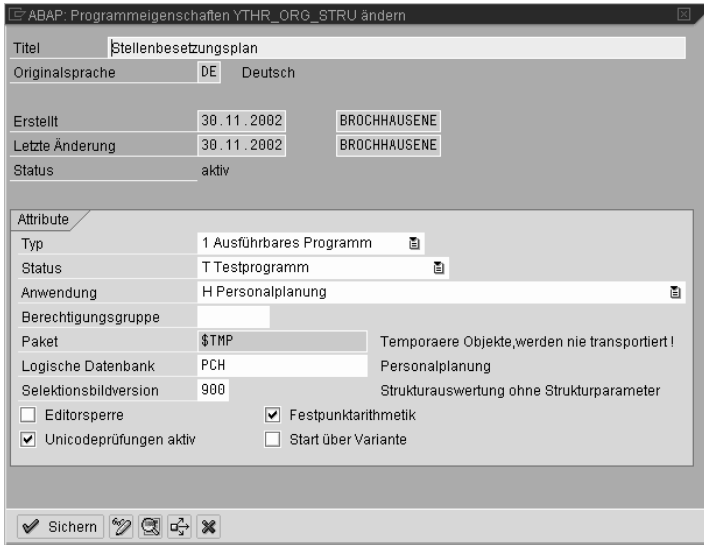 ABAP: Programmeigenschaften YTHR_ORG_STRU ändern
Titel Stellenbesetzungsplan
Originalsprache DE Deutsch
Erstellt 30.11.2002 BROCHHAUSENE
Letzte Änderung 30.11.2002 BROCHHAUSENE
Status aktiv
Attribute
Typ 1 Ausführbares Programm
Status T Testprogramm
Anwendung H Personalplanung
Berechtigungsgruppe
Paket $TMP Temporaere Objekte,werden nie transportiert !
Logische Datenbank PCH Personalplanung
Selektionsbildversion 900 Strukturauswertung ohne Strukturparameter
Editorsperre Festpunktarithmetik
Unicodeprüfungen aktiv Start über Variante
Sichern